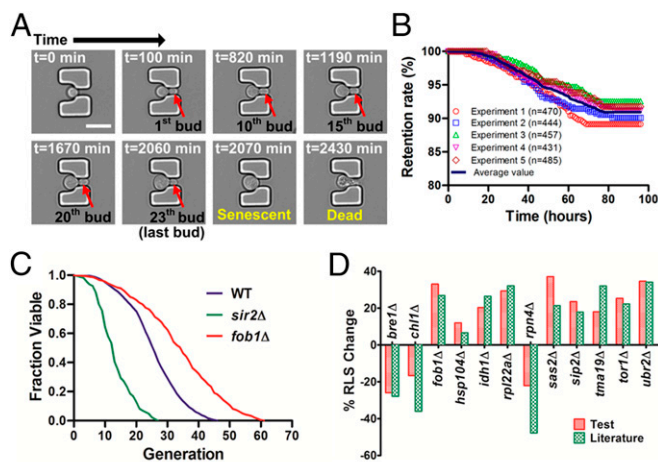 A
Time
t=0 min
t=100 min
t=820 min
t=1190 min
1st bud
10th bud
15th bud
t=1670 min
t=2060 min
t=2070 min
t=2430 min
20th bud
23th bud
Senescent
Dead
(last bud)
B
Retention rate (%)
100
95
90
85
80
Experiment 1 (n=470)
Experiment 2 (n=444)
Experiment 3 (n=457)
Experiment 4 (n=431)
Experiment 5 (n=485)
Average value
0 20 40 60 80 100
Time (hours)
C
Fraction Viable
1.0
0.8
0.6
0.4
0.2
0.0
WT
sir2Δ
fob1Δ
0 10 20 30 40 50 60 70
Generation
D
% RLS Change
40
20
0
-20
-40
-60
bre1Δ
chl1Δ
fob1Δ
hsp104Δ
idh1Δ
rpl22aΔ
rpn4Δ
sas2Δ
sip2Δ
tma19Δ
tor1Δ
ubr2Δ
Test
Literature